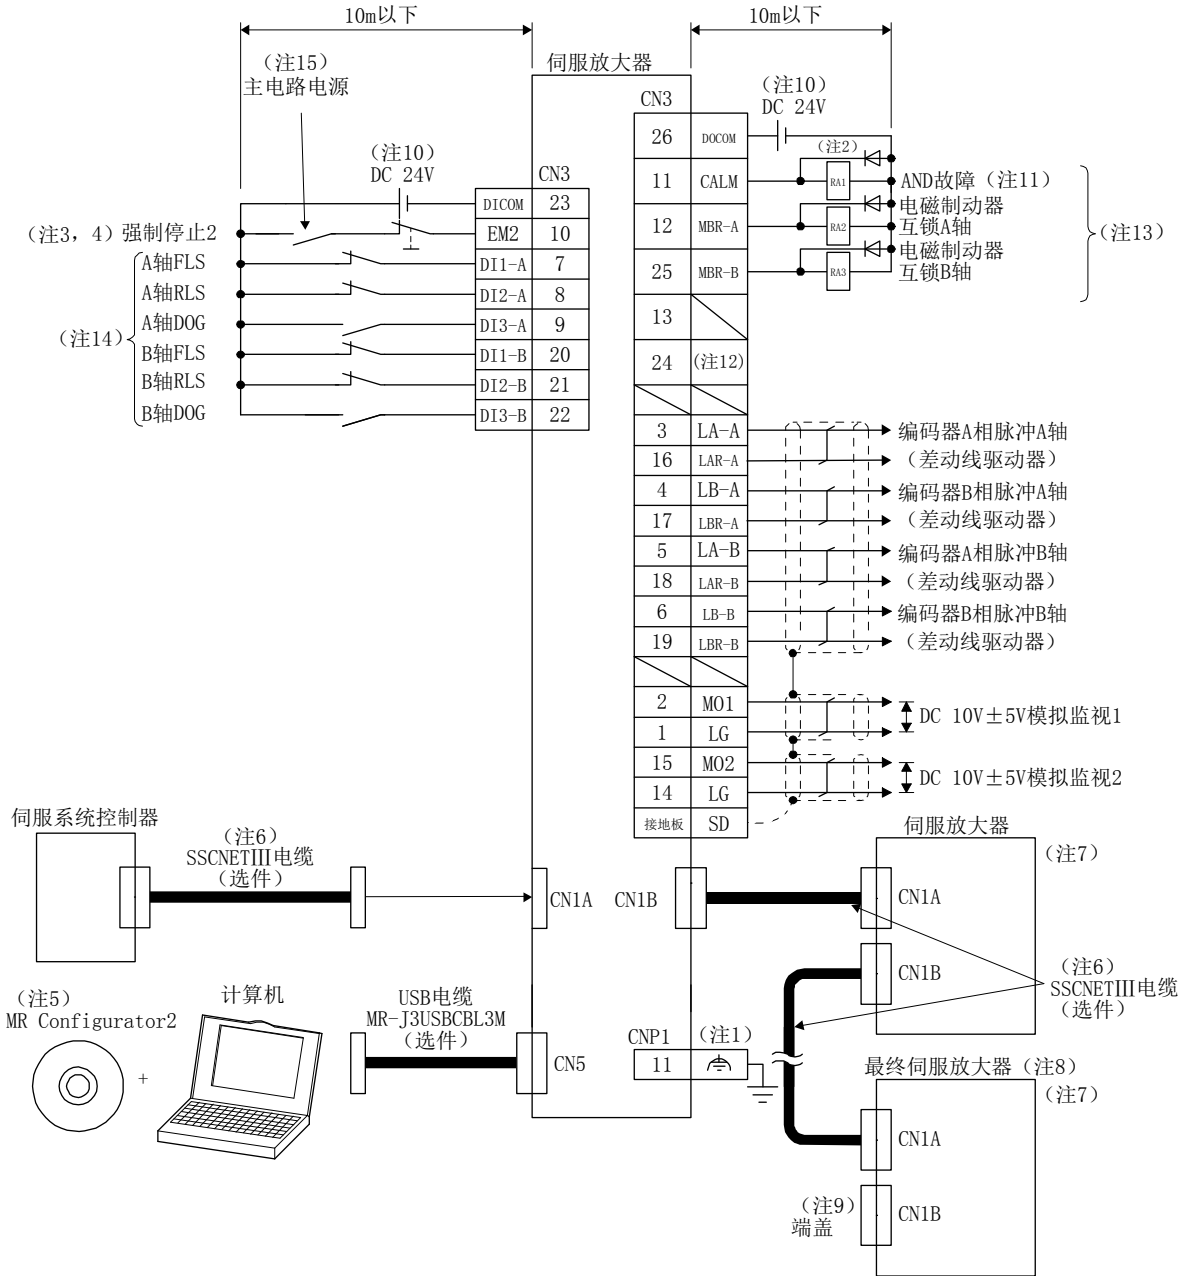 10m以下
10m以下
(注15)
主电路电源
伺服放大器
(注10)
DC 24V
CN3
(注10)
DC 24V
CN3
DICOM 23
(注3, 4) 强制停止2 EM2 10
A轴FLS DI1-A 7
A轴RLS DI2-A 8
A轴DOG DI3-A 9
(注14)
B轴FLS DI1-B 20
B轴RLS DI2-B 21
B轴DOG DI3-B 22
26 DOCOM
(注2)
11 CALM RA1 AND故障 (注11)
电磁制动器
12 MBR-A RA2 互锁A轴
(注13)
电磁制动器
25 MBR-B RA3 互锁B轴
13
24 (注12)
3 LA-A 编码器A相脉冲A轴
16 LAR-A (差动线驱动器)
4 LB-A 编码器B相脉冲A轴
17 LBR-A (差动线驱动器)
5 LA-B 编码器A相脉冲B轴
18 LAR-B (差动线驱动器)
6 LB-B 编码器B相脉冲B轴
19 LBR-B (差动线驱动器)
2 MO1
DC 10V±5V模拟监视1
1 LG
15 MO2
DC 10V±5V模拟监视2
14 LG
接地板 SD
伺服系统控制器
(注6)
SSCNETⅢ电缆
(选件)
CN1A
CN1B
伺服放大器
(注7)
CN1A
CN1B
(注6)
SSCNETⅢ电缆
(选件)
(注5)
MR Configurator2
+
计算机
USB电缆
MR-J3USBCBL3M
(选件)
CN5
CNP1
(注1)
11
最终伺服放大器 (注8)
(注7)
CN1A
(注9)
端盖
CN1B